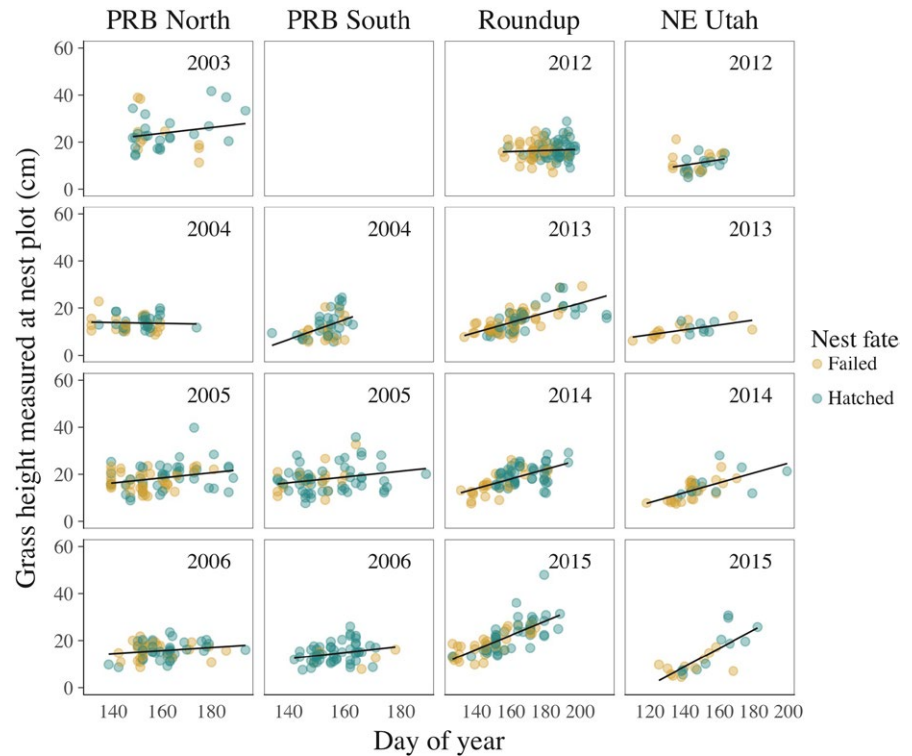 PRB North PRB South Roundup NE Utah
Grass height measured at nest plot (cm)
60 2003 2012 2012
40
20
0
60 2004 2004 2013 2013
40
20
0
Nest fate
Failed
Hatched
60 2005 2005 2014 2014
40
20
0
60 2006 2006 2015 2015
40
20
0
140 160 180 140 160 180 140 160 180 200 120 140 160 180 200
Day of year